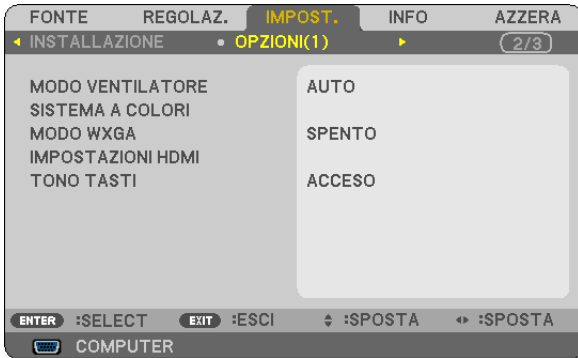 FONTE REGOLAZ. IMPOST. INFO AZZERA
INSTALLAZIONE • OPZIONI(1) 2/3
MODO VENTILATORE AUTO
SISTEMA A COLORI
MODO WXGA SPENTO
IMPOSTAZIONI HDMI
TONO TASTI ACCESO
ENTER :SELECT EXIT :ESCI :SPOSTA :SPOSTA
COMPUTER